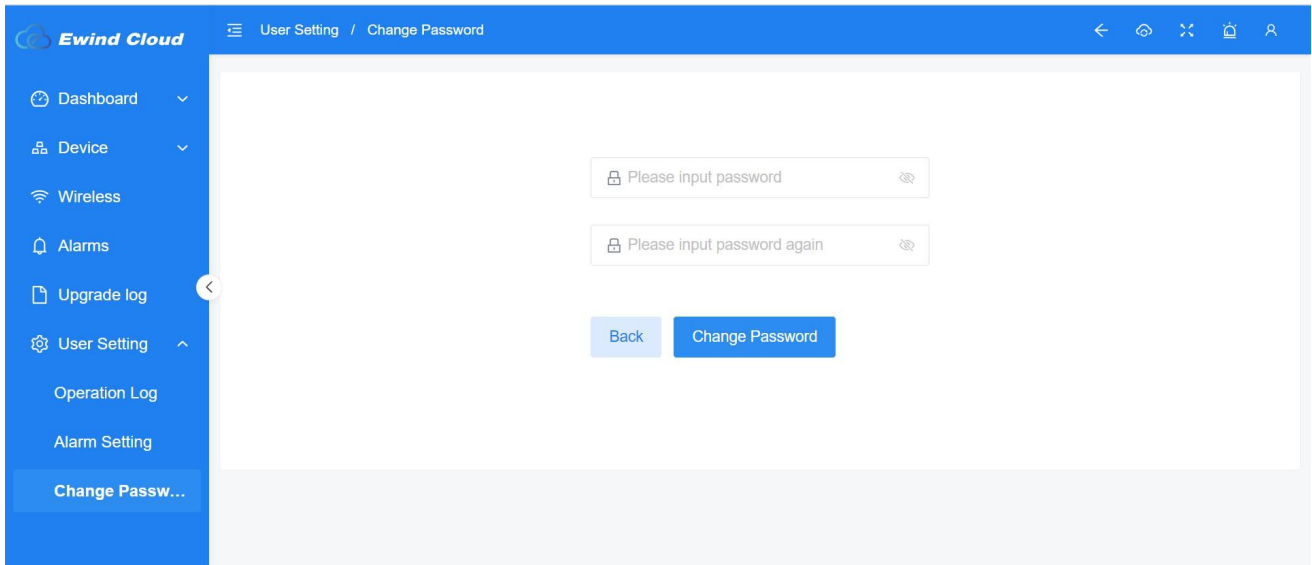 Ewind Cloud
User Setting / Change Password
Dashboard
Device
Wireless
Alarms
Upgrade log
User Setting
Operation Log
Alarm Setting
Change Passw...
Please input password
Please input password again
Back
Change Password